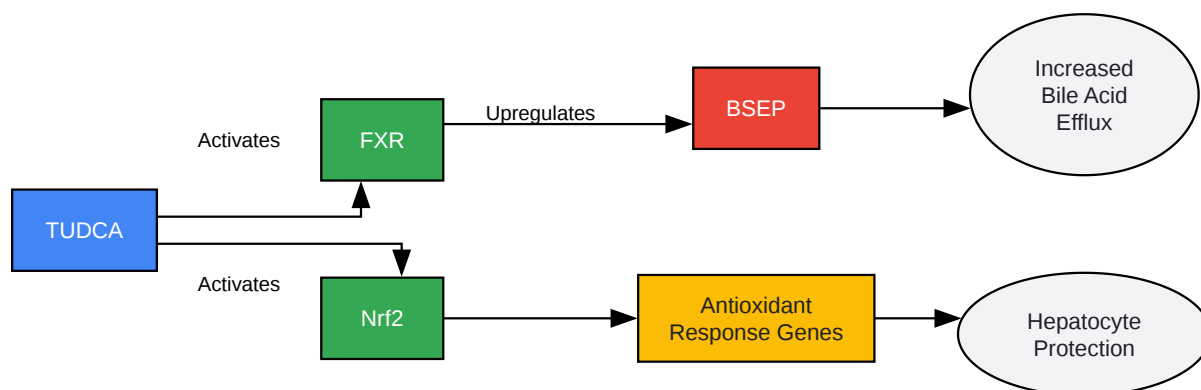 Activates
FXR
Upregulates
BSEP
Increased
Bile Acid
Efflux
TUDCA
Activates
Nrf2
Antioxidant
Response Genes
Hepatocyte
Protection